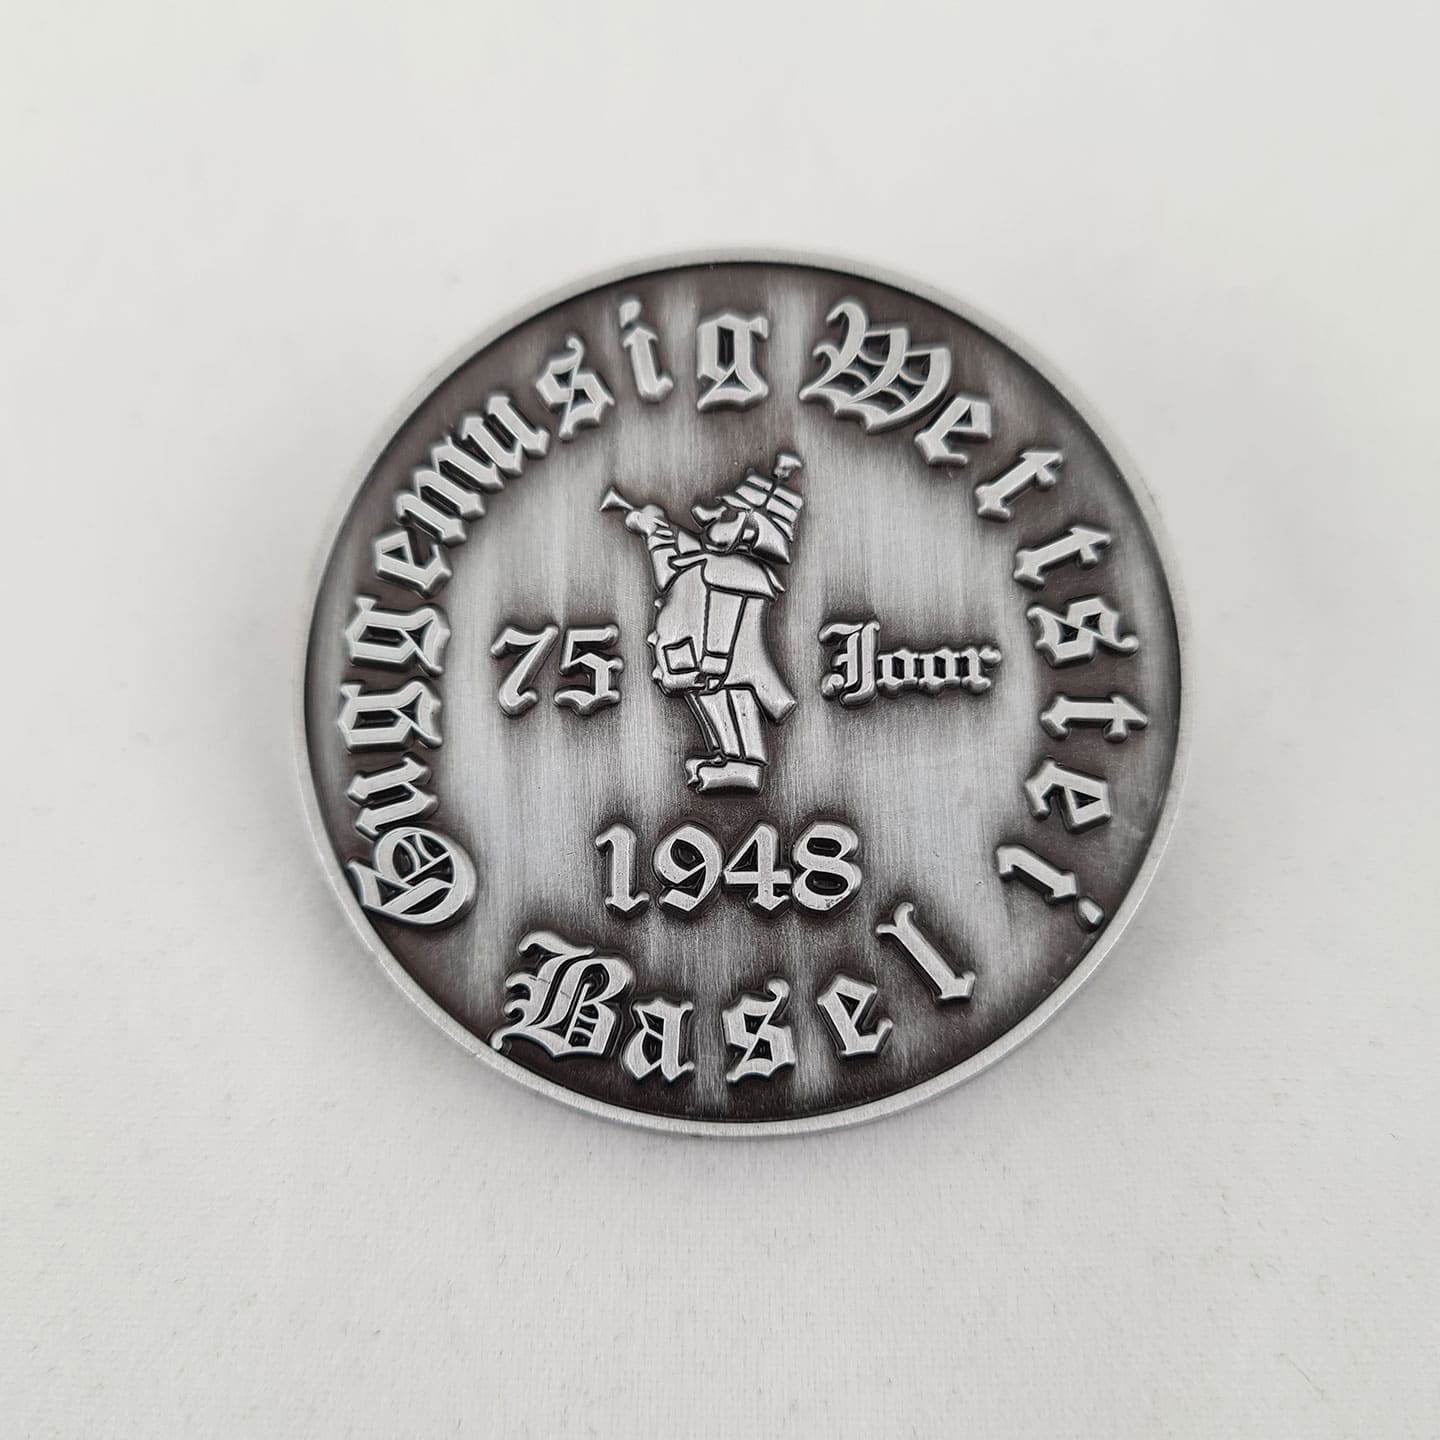 Guggemusig Wettstei
75 Joor
1948
Basel